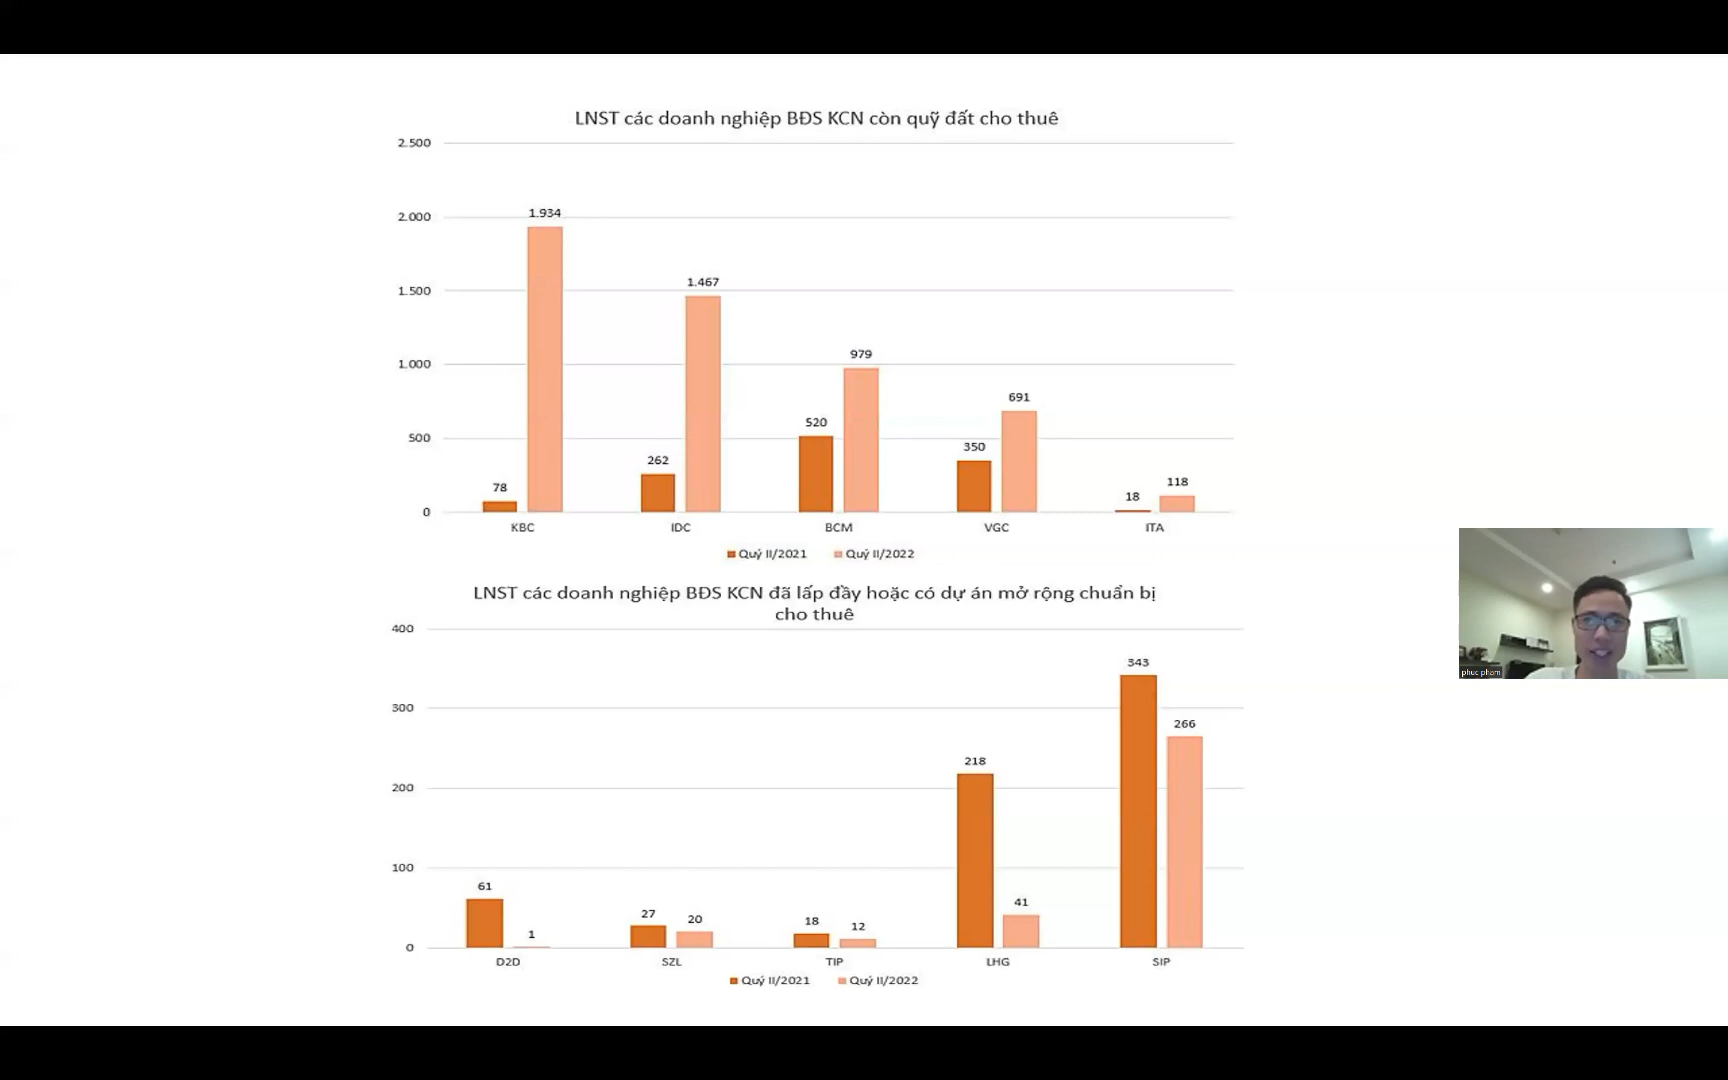 LNST các doanh nghiệp BĐS KCN còn quỹ đất cho thuê
2.500
2.000
1.500
1.000
500
0
1.934
1.467
979
691
520
350
262
78
18
118
KBC
IDC
BCM
VGC
ITA
Quý II/2021
Quý II/2022
LNST các doanh nghiệp BĐS KCN đã lấp đầy hoặc có dự án mở rộng chuẩn bị
cho thuê
400
300
200
100
0
343
266
218
41
61
1
27
20
18
12
D2D
SZL
TIP
LHG
SIP
Quý II/2021
Quý II/2022
phuc pham